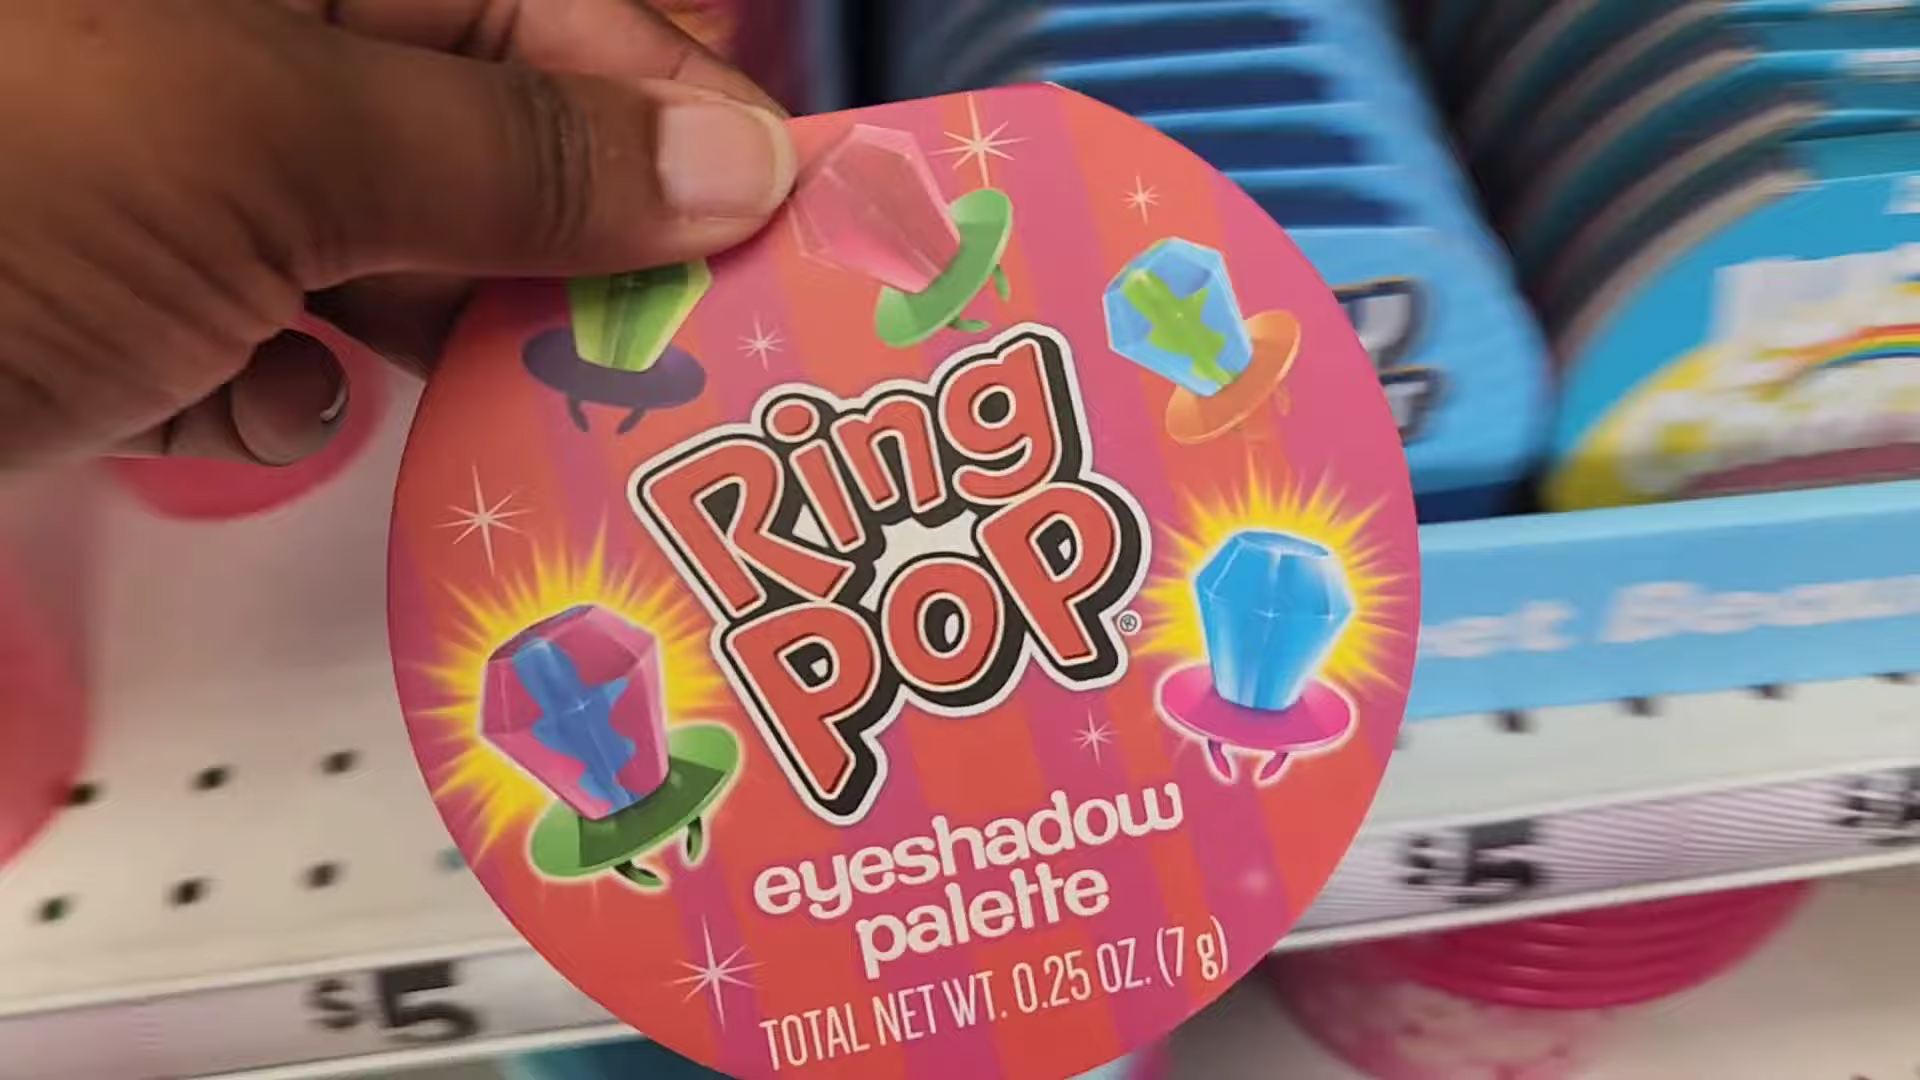 Ring
POP®
eyeshadow
palette
TOTAL NET WT. 0.25 OZ. (7 g)
$5
$5